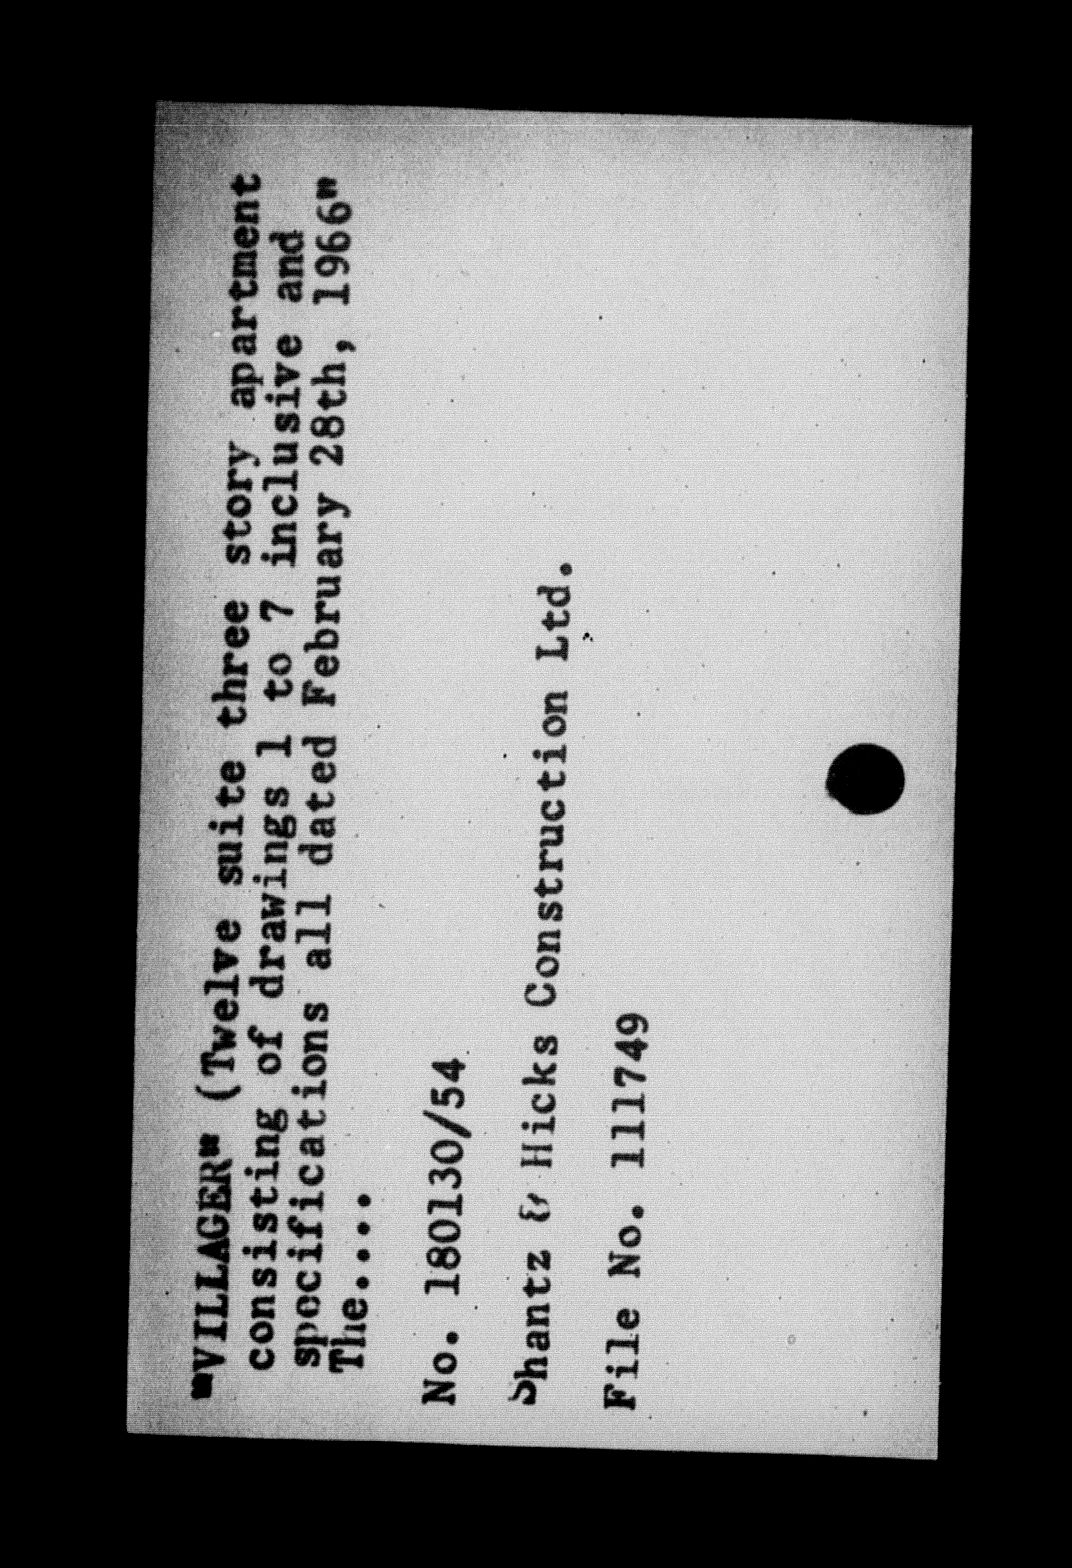 "VILLAGER" (Twelve suite three story apartment
consisting of drawings 1 to 7 inclusive and
specifications all dated February 28th, 1966"
The....
No. 180130/54
Shantz & Hicks Construction Ltd.
File No. 111749